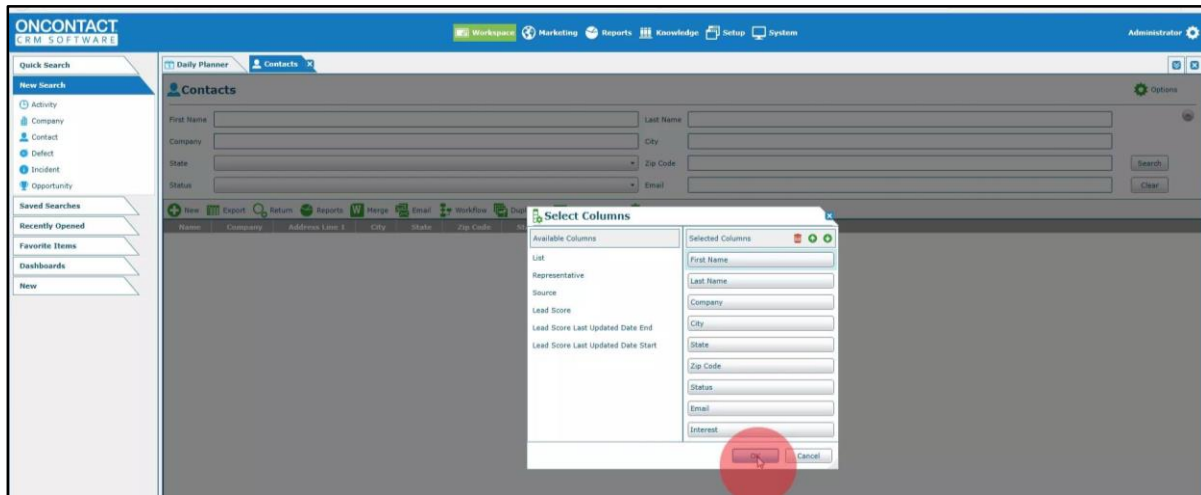 ONCONTACT
CRM SOFTWARE
Workspace Marketing Reports Knowledge Setup System
Administrator
Quick Search
New Search
Activity
Company
Contact
Defect
Incident
Opportunity
Saved Searches
Recently Opened
Favorite Items
Dashboards
New
Daily Planner Contacts X
Contacts
Options
First Name Last Name
Company City
State Zip Code Search
Status Email Clear
New Export Return Reports Merge Email Workflow
Name Company Address Line 1 City State Zip Code
Select Columns
Available Columns
List
Representative
Source
Lead Score
Lead Score Last Updated Date End
Lead Score Last Updated Date Start
Selected Columns
First Name
Last Name
Company
City
State
Zip Code
Status
Email
Interest
OK Cancel